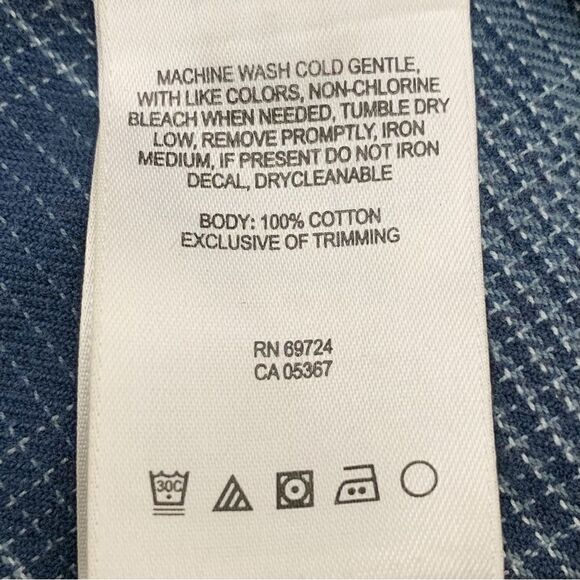 MACHINE WASH COLD GENTLE,
WITH LIKE COLORS, NON-CHLORINE
BLEACH WHEN NEEDED, TUMBLE DRY
LOW, REMOVE PROMPTLY, IRON
MEDIUM, IF PRESENT DO NOT IRON
DECAL, DRYCLEANABLE
BODY: 100% COTTON
EXCLUSIVE OF TRIMMING
RN 69724
CA 05367
30C